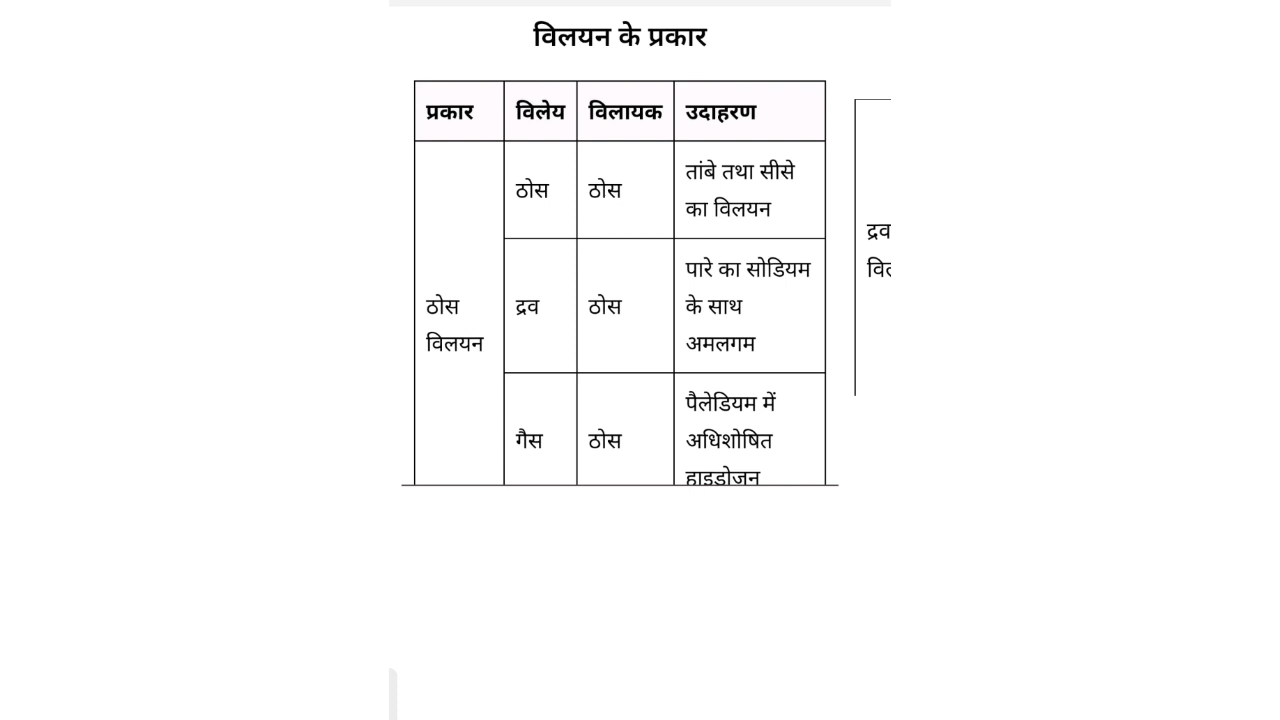 विलयन के प्रकार
प्रकार विलेय विलायक उदाहरण
ठोस ठोस तांबे तथा सीसे
का विलयन
ठोस
विलयन
द्रव ठोस पारे का सोडियम
के साथ
अमलगम
गैस ठोस पैलेडियम में
अधिशोषित
द्रव